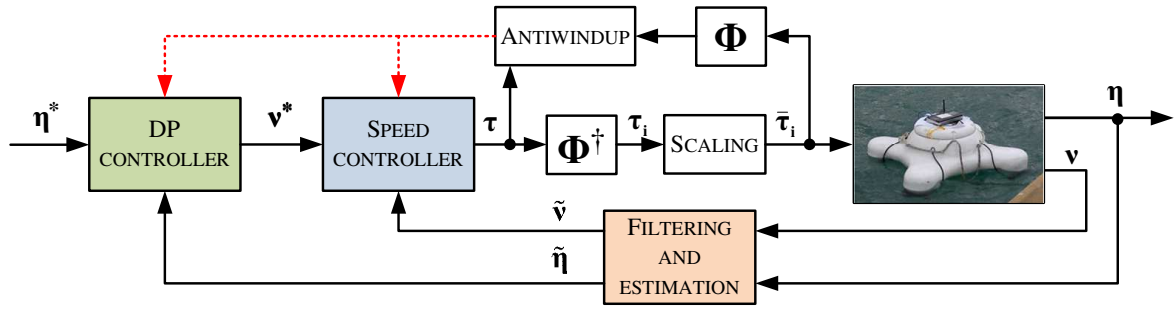 ANTIWINDUP
Φ
η*
DP
CONTROLLER
ν*
SPEED
CONTROLLER
τ
Φ†
τᵢ
SCALING
τ̄ᵢ
η
ν
ν̃
η̃
FILTERING
AND
ESTIMATION